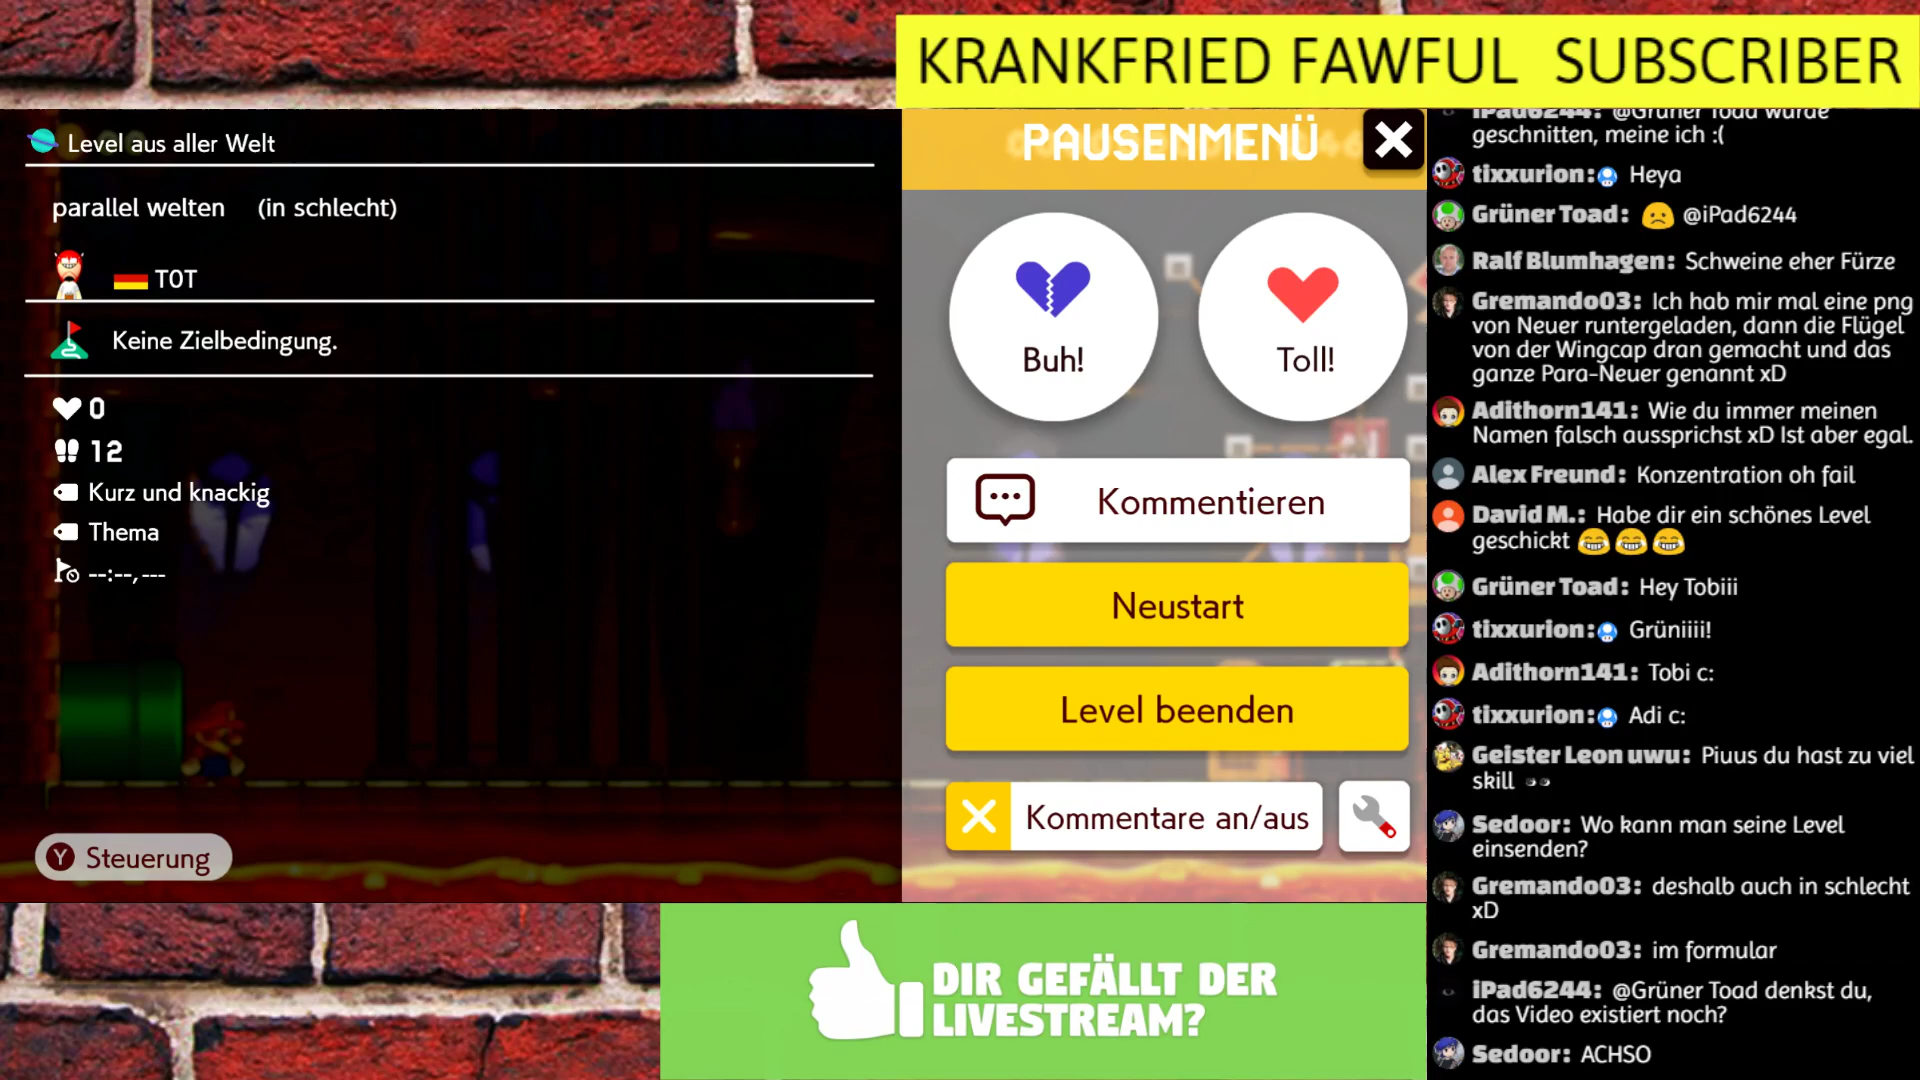 KRANKFRIED FAWFUL SUBSCRIBER
Level aus aller Welt
parallel welten (in schlecht)
TOT
Keine Zielbedingung.
0
12
Kurz und knackig
Thema
--:--,---
Y Steuerung
PAUSENMENÜ
Buh!
Toll!
Kommentieren
Neustart
Level beenden
Kommentare an/aus
DIR GEFÄLLT DER
LIVESTREAM?
iPad6244: @Grüner Toad wurde
geschnitten, meine ich :(
tixxurion: Heya
Grüner Toad: ☹️ @iPad6244
Ralf Blumhagen: Schweine eher Fürze
Gremando03: Ich hab mir mal eine png
von Neuer runtergeladen, dann die Flügel
von der Wingcap dran gemacht und das
ganze Para-Neuer genannt xD
Adithorn141: Wie du immer meinen
Namen falsch aussprichst xD Ist aber egal.
Alex Freund: Konzentration oh fail
David M.: Habe dir ein schönes Level
geschickt 😂 😂 😂
Grüner Toad: Hey Tobiii
tixxurion: Grüniiii!
Adithorn141: Tobi c:
tixxurion: Adi c:
Geister Leon uwu: Piuus du hast zu viel
skill 👀
Sedoor: Wo kann man seine Level
einsenden?
Gremando03: deshalb auch in schlecht
xD
Gremando03: im formular
iPad6244: @Grüner Toad denkst du,
das Video existiert noch?
Sedoor: ACHSO